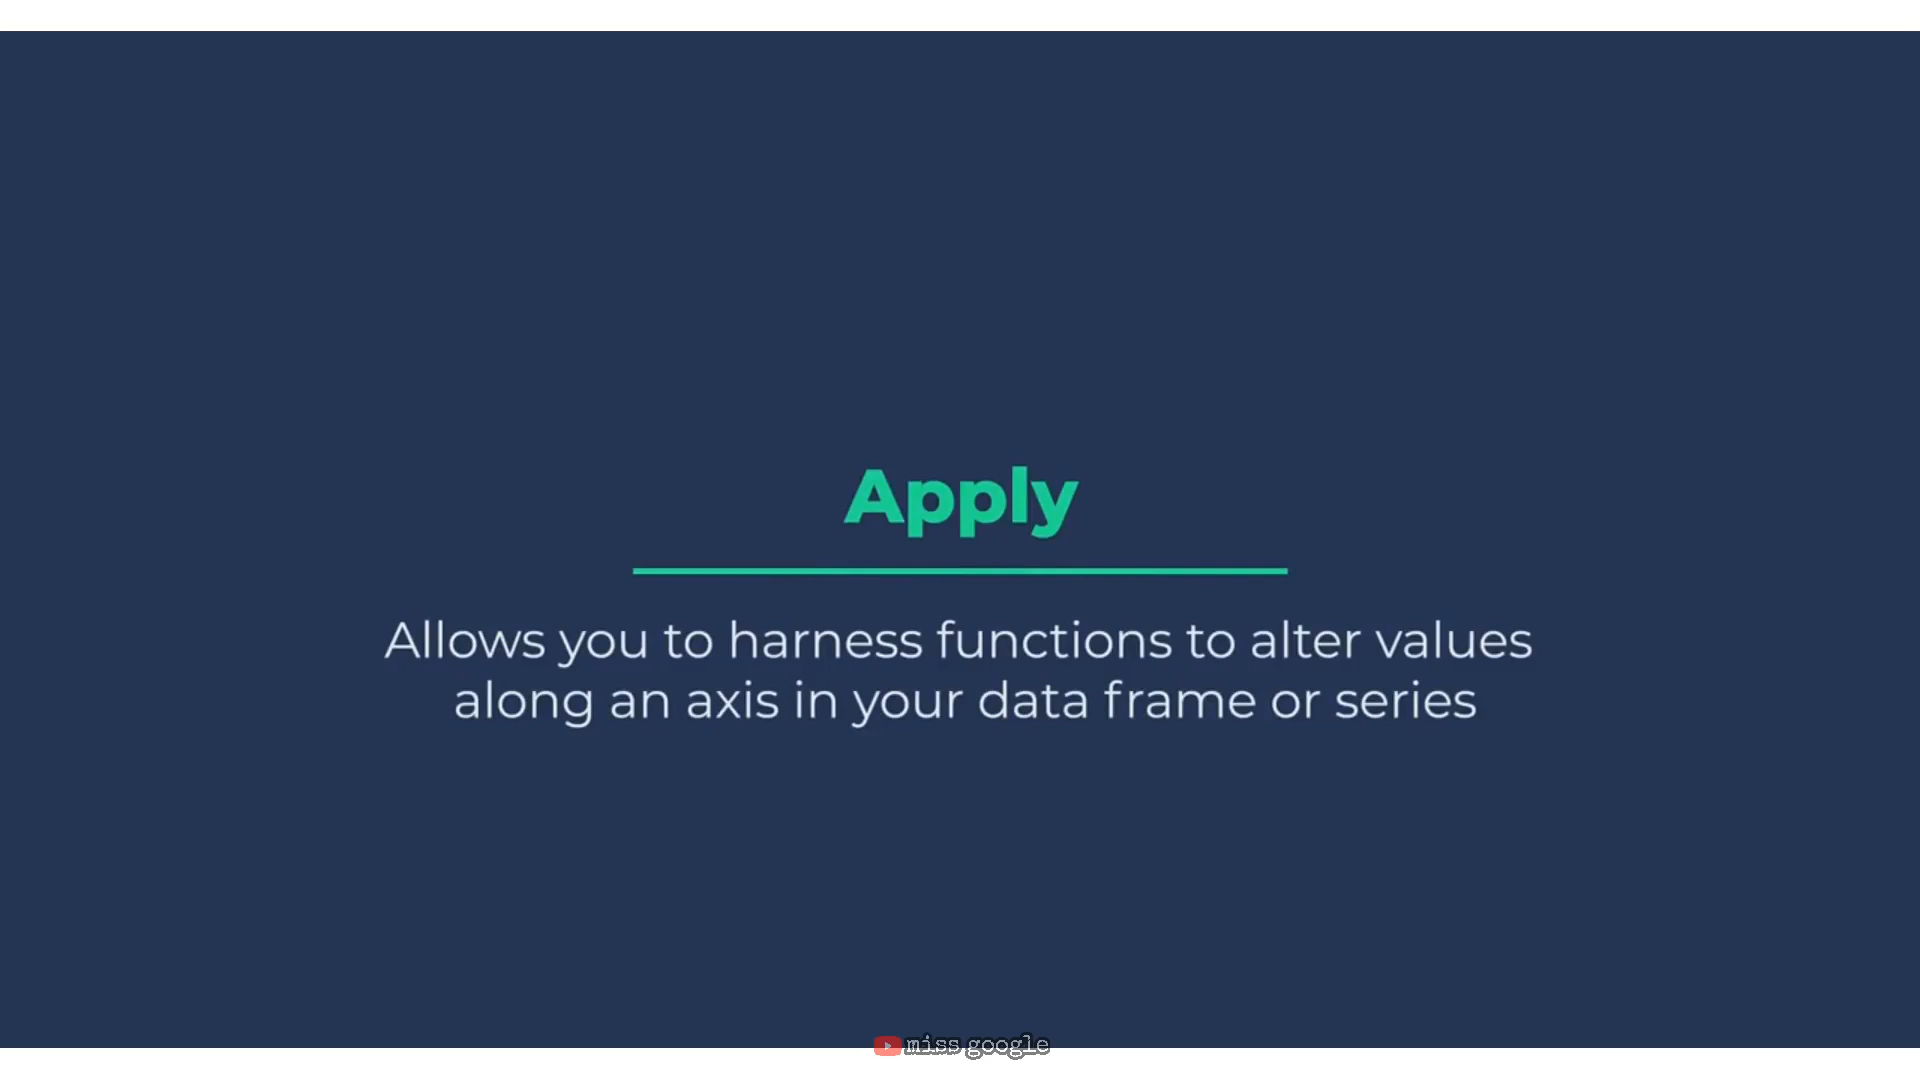 Apply
Allows you to harness functions to alter values
along an axis in your data frame or series
miss google